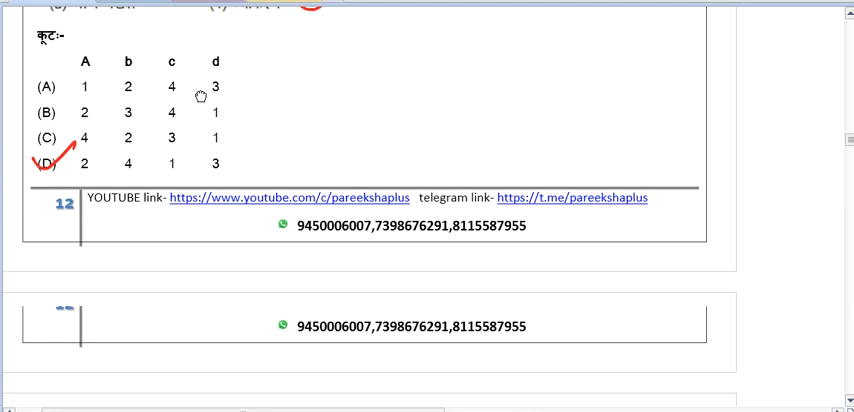 कूटः-
A b c d
(A) 1 2 4 3
(B) 2 3 4 1
(C) 4 2 3 1
(D) 2 4 1 3
12 YOUTUBE link- https://www.youtube.com/c/pareekshaplus telegram link- https://t.me/pareekshaplus
9450006007,7398676291,8115587955
9450006007,7398676291,8115587955